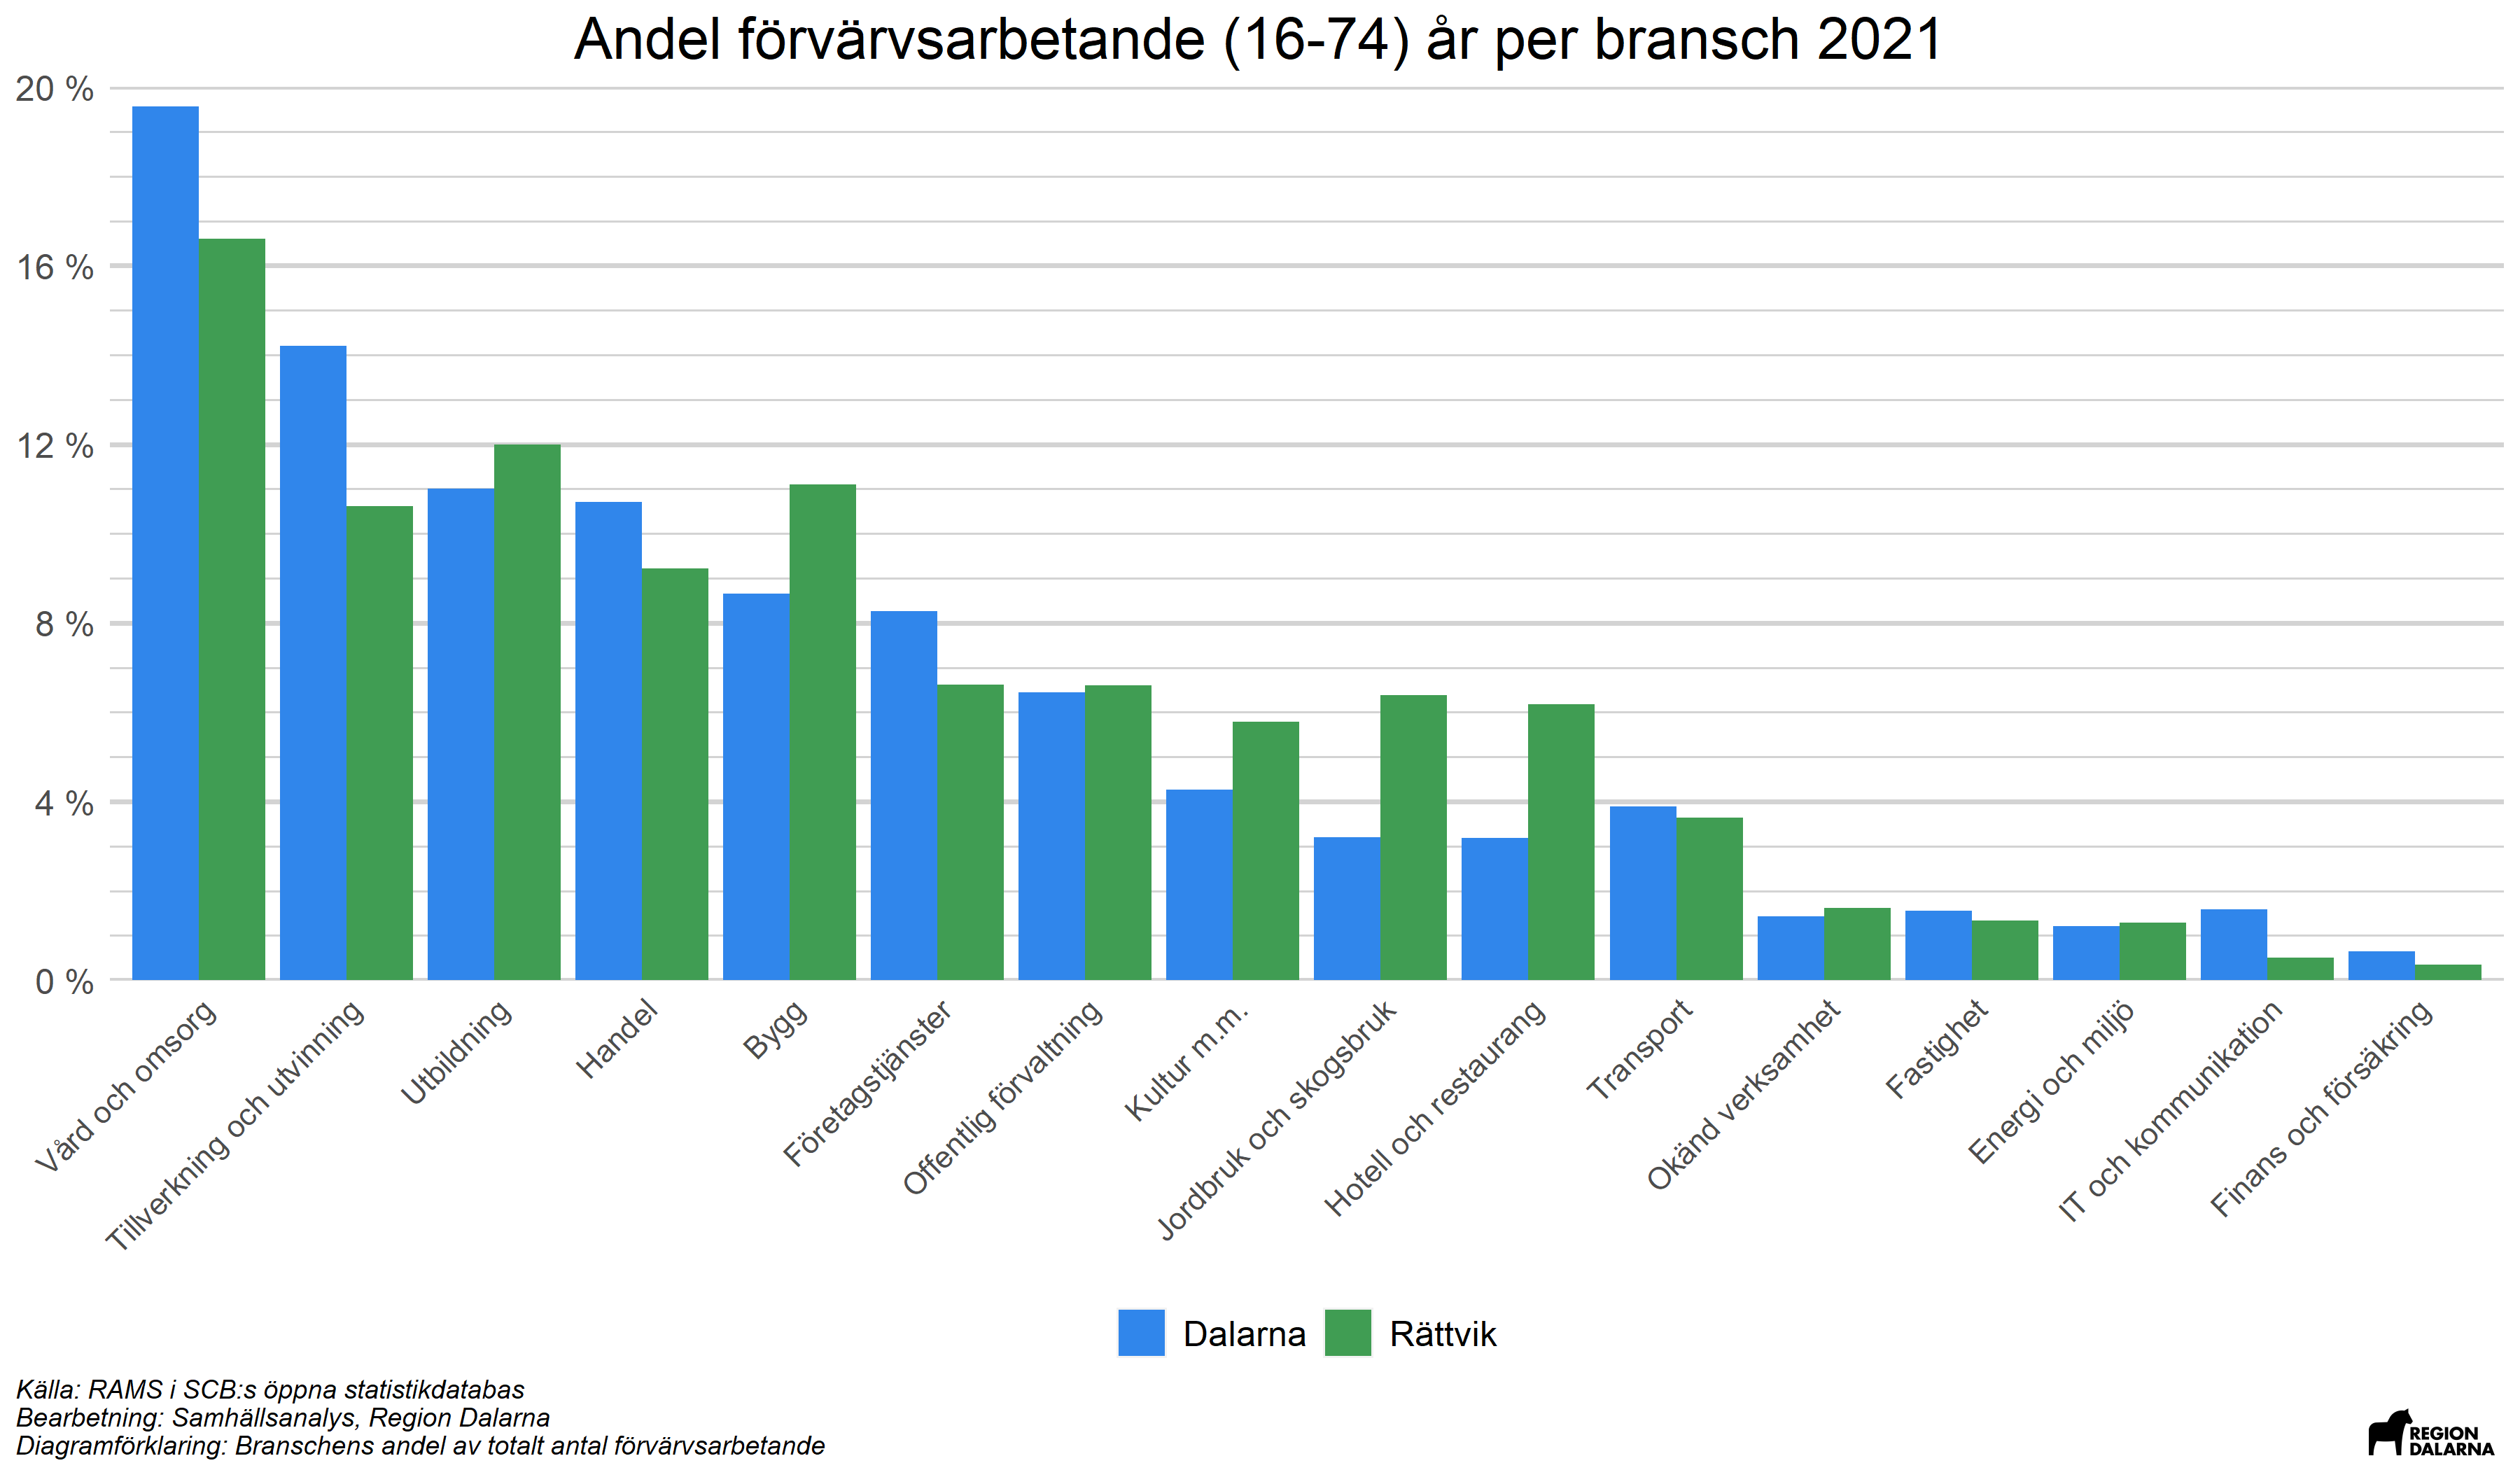 Andel förvärvsarbetande (16-74) år per bransch 2021
20 %
16 %
12 %
8 %
4 %
0 %
Vård och omsorg
Tillverkning och utvinning
Utbildning
Handel
Bygg
Företagstjänster
Offentlig förvaltning
Kultur m.m.
Jordbruk och skogsbruk
Hotell och restaurang
Transport
Okänd verksamhet
Fastighet
Energi och miljö
IT och kommunikation
Finans och försäkring
Dalarna
Rättvik
Källa: RAMS i SCB:s öppna statistikdatabas
Bearbetning: Samhällsanalys, Region Dalarna
Diagramförklaring: Branschens andel av totalt antal förvärvsarbetande
REGION
DALARNA